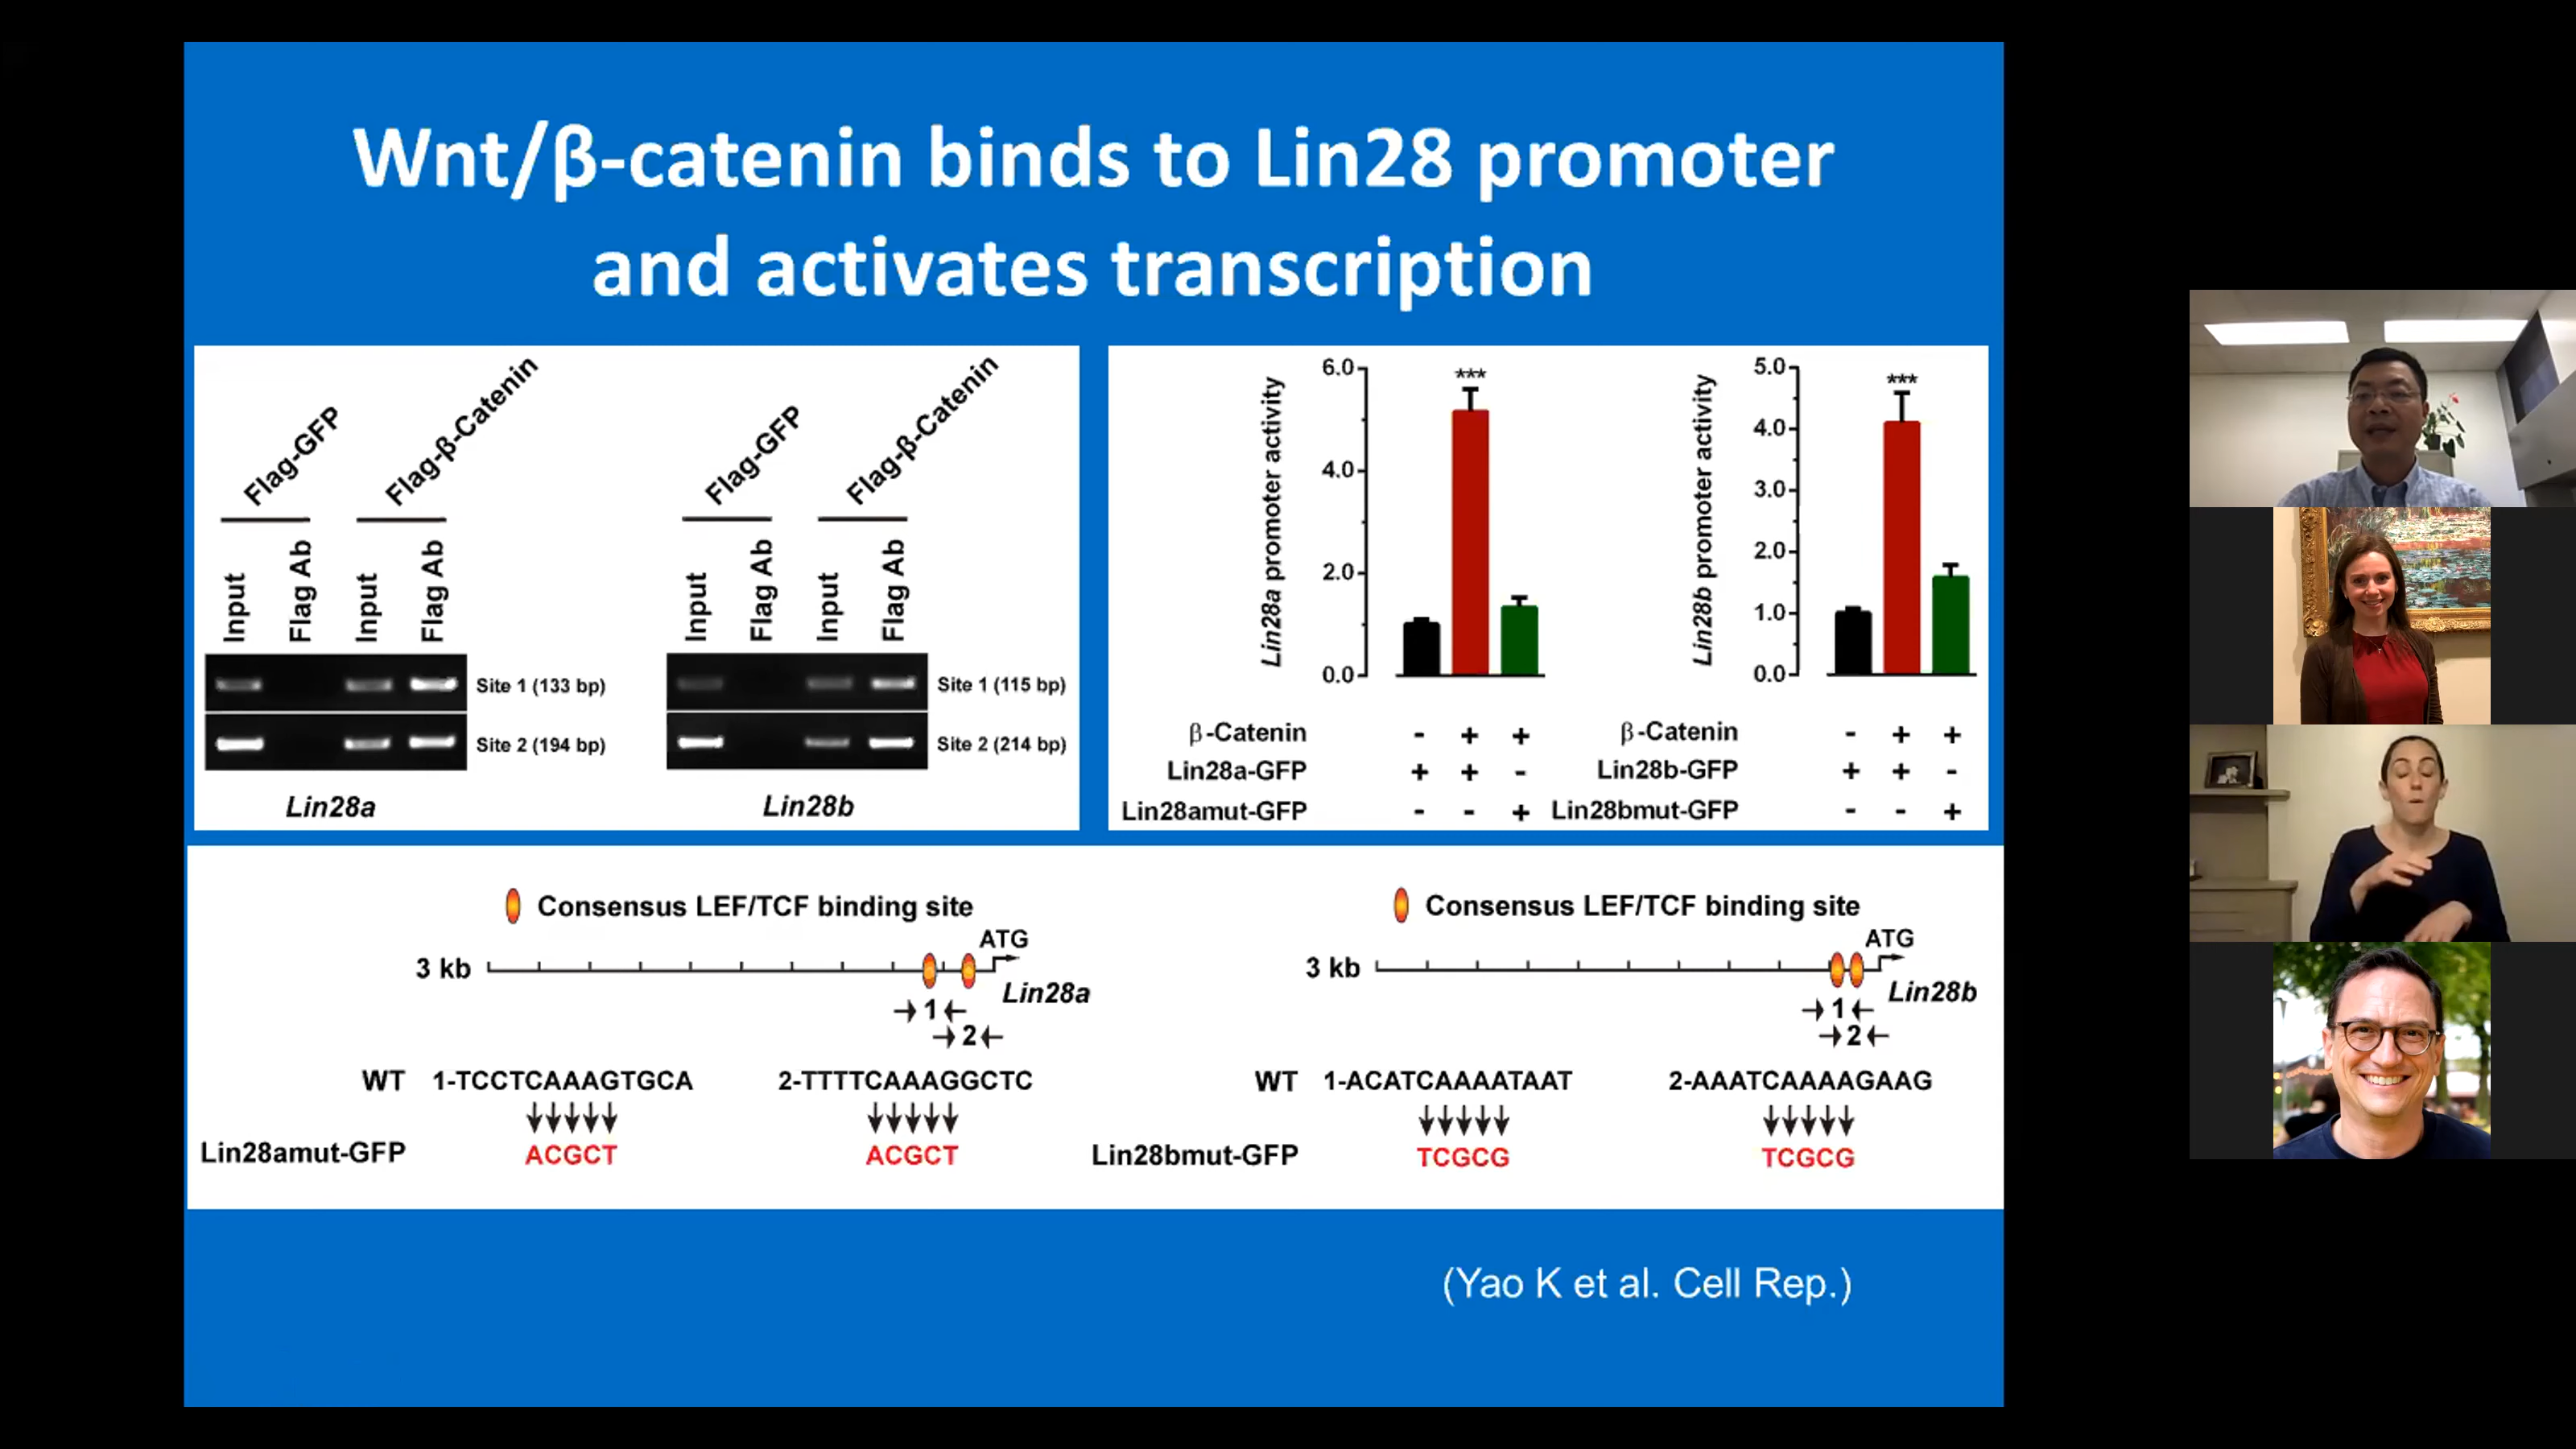 Wnt/β-catenin binds to Lin28 promoter
and activates transcription
Flag-GFP
Flag-β-Catenin
Input
Flag Ab
Input
Flag Ab
Site 1 (133 bp)
Site 2 (194 bp)
Lin28a
Flag-GFP
Flag-β-Catenin
Input
Flag Ab
Input
Flag Ab
Site 1 (115 bp)
Site 2 (214 bp)
Lin28b
Lin28a promoter activity
6.0
4.0
2.0
0.0
***
β-Catenin - + +
Lin28a-GFP + + -
Lin28amut-GFP - - +
Lin28b promoter activity
5.0
4.0
3.0
2.0
1.0
0.0
***
β-Catenin - + +
Lin28b-GFP + + -
Lin28bmut-GFP - - +
Consensus LEF/TCF binding site
ATG
3 kb
Lin28a
1
2
WT 1-TCCTCAAAGTGCA 2-TTTTCAAAGGCTC
Lin28amut-GFP ACGCT ACGCT
Consensus LEF/TCF binding site
ATG
3 kb
Lin28b
1
2
WT 1-ACATCAAAATAAT 2-AAATCAAAAGAAG
Lin28bmut-GFP TCGCG TCGCG
(Yao K et al. Cell Rep.)